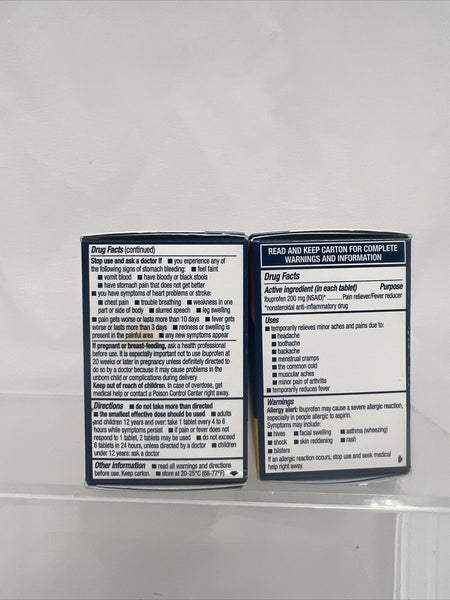 Drug Facts (continued)
Stop use and ask a doctor if ■ you experience any of
the following signs of stomach bleeding: ■ feel faint
■ vomit blood ■ have bloody or black stools
■ have stomach pain that does not get better
■ you have symptoms of heart problems or stroke:
■ chest pain ■ trouble breathing ■ weakness in one
part or side of body ■ slurred speech ■ leg swelling
■ pain gets worse or lasts more than 10 days ■ fever gets
worse or lasts more than 3 days ■ redness or swelling is
present in the painful area ■ any new symptoms appear
If pregnant or breast-feeding, ask a health professional
before use. It is especially important not to use ibuprofen at
20 weeks or later in pregnancy unless definitely directed to
do so by a doctor because it may cause problems in the
unborn child or complications during delivery.
Keep out of reach of children. In case of overdose, get
medical help or contact a Poison Control Center right away.
Directions ■ do not take more than directed
■ the smallest effective dose should be used ■ adults
and children 12 years and over: take 1 tablet every 4 to 6
hours while symptoms persist ■ if pain or fever does not
respond to 1 tablet, 2 tablets may be used ■ do not exceed
6 tablets in 24 hours, unless directed by a doctor ■ children
under 12 years: ask a doctor
Other information ■ read all warnings and directions
before use. Keep carton. ■ store at 20-25°C (68-77°F)
READ AND KEEP CARTON FOR COMPLETE
WARNINGS AND INFORMATION
Drug Facts
Active ingredient (in each tablet) Purpose
Ibuprofen 200 mg (NSAID)* ........ Pain reliever/Fever reducer
*nonsteroidal anti-inflammatory drug
Uses
■ temporarily relieves minor aches and pains due to:
■ headache
■ toothache
■ backache
■ menstrual cramps
■ the common cold
■ muscular aches
■ minor pain of arthritis
■ temporarily reduces fever
Warnings
Allergy alert: Ibuprofen may cause a severe allergic reaction,
especially in people allergic to aspirin.
Symptoms may include:
■ hives ■ facial swelling ■ asthma (wheezing)
■ shock ■ skin reddening ■ rash
■ blisters
If an allergic reaction occurs, stop use and seek medical
help right away.